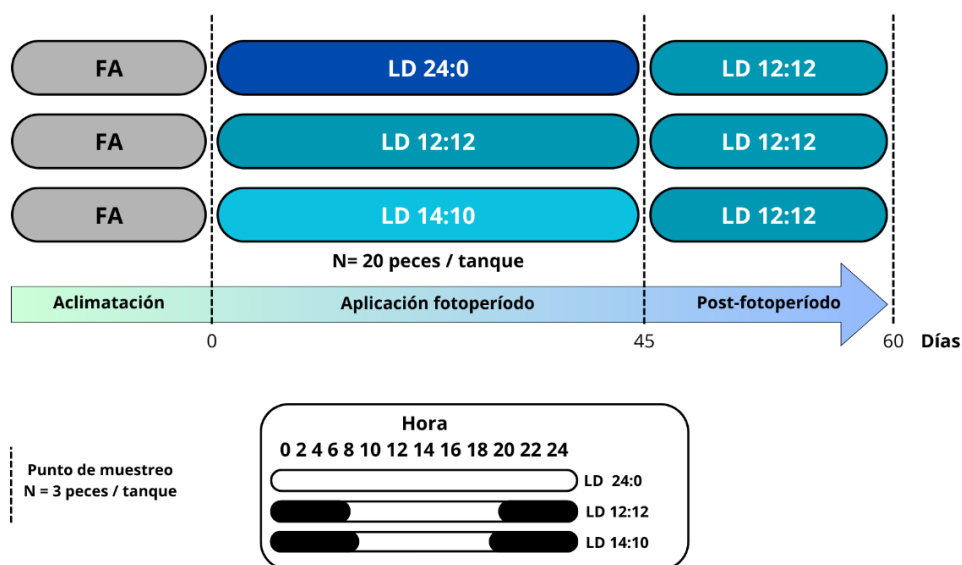 FA LD 24:0 LD 12:12
FA LD 12:12 LD 12:12
FA LD 14:10 LD 12:12
N= 20 peces / tanque
Aclimatación Aplicación fotoperíodo Post-fotoperíodo
0 45 60 Días
Hora
0 2 4 6 8 10 12 14 16 18 20 22 24
LD 24:0
LD 12:12
LD 14:10
Punto de muestreo
N = 3 peces / tanque